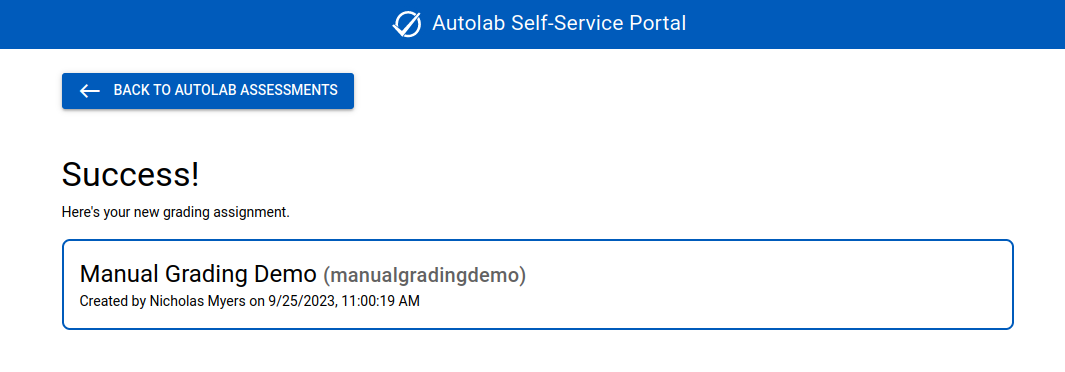 Autolab Self-Service Portal
BACK TO AUTOLAB ASSESSMENTS
Success!
Here's your new grading assignment.
Manual Grading Demo (manualgradingdemo)
Created by Nicholas Myers on 9/25/2023, 11:00:19 AM